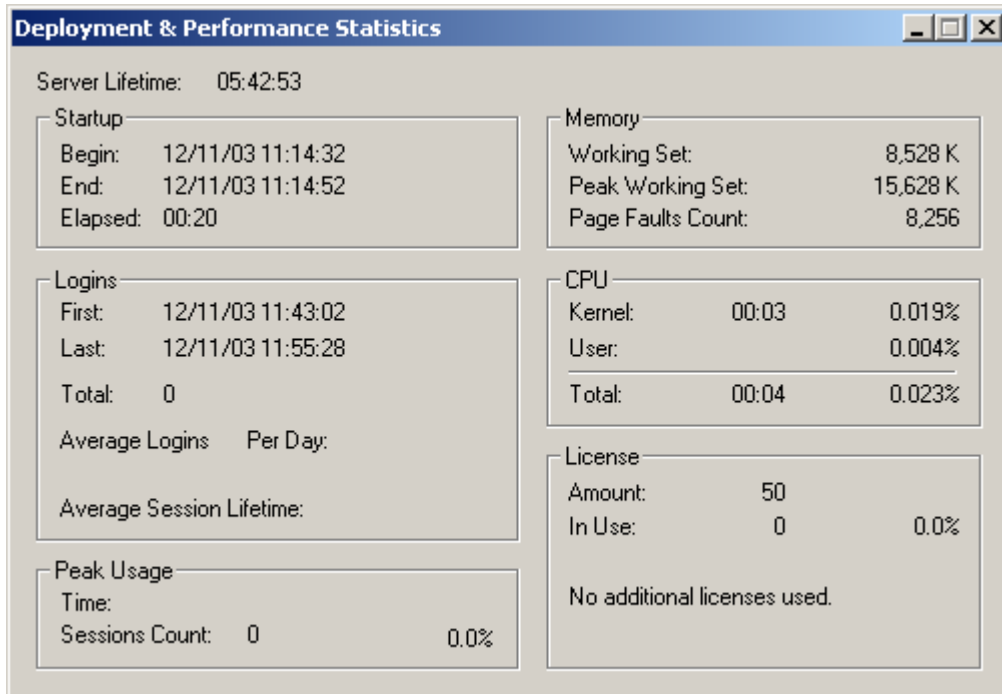 Deployment & Performance Statistics
Server Lifetime: 05:42:53
Startup
Begin: 12/11/03 11:14:32
End: 12/11/03 11:14:52
Elapsed: 00:20
Memory
Working Set: 8,528 K
Peak Working Set: 15,628 K
Page Faults Count: 8,256
Logins
First: 12/11/03 11:43:02
Last: 12/11/03 11:55:28
Total: 0
Average Logins Per Day:
Average Session Lifetime:
CPU
Kernel: 00:03 0.019%
User: 0.004%
Total: 00:04 0.023%
License
Amount: 50
In Use: 0 0.0%
No additional licenses used.
Peak Usage
Time:
Sessions Count: 0 0.0%